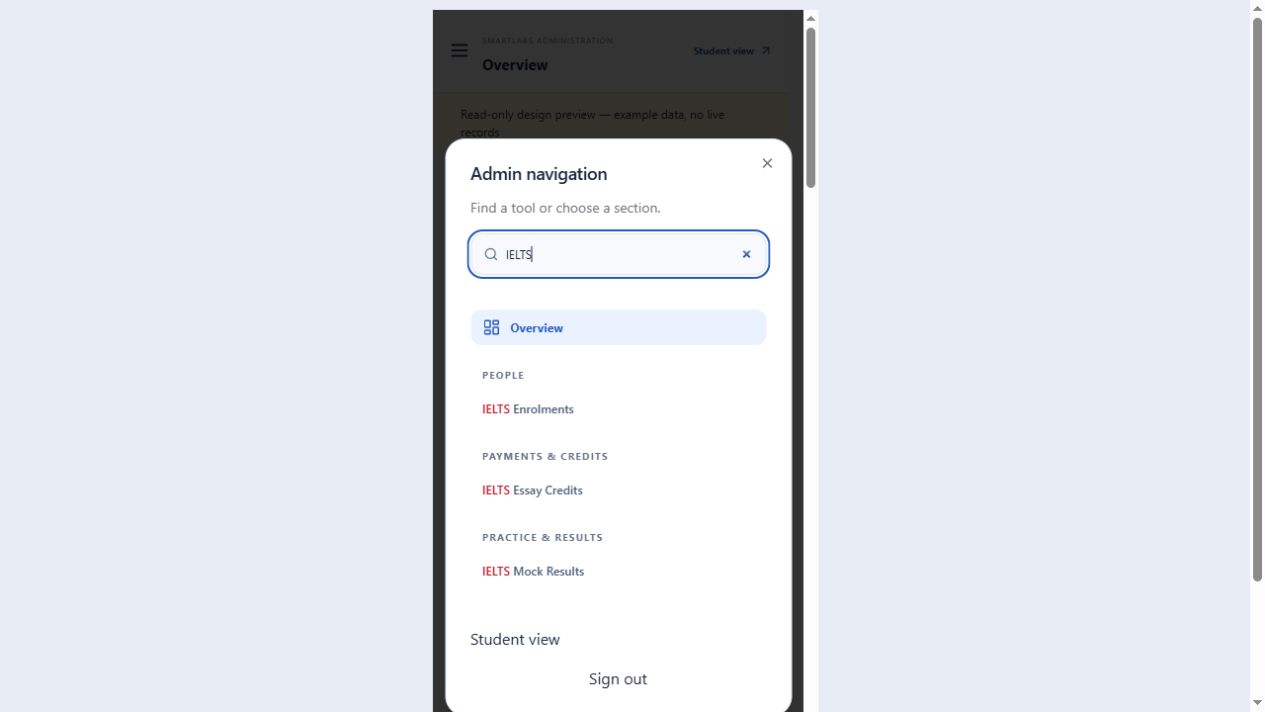 SMARTLABS ADMINISTRATION
Overview
Student view
Read-only design preview — example data, no live
records
Admin navigation
Find a tool or choose a section.
IELTS
Overview
PEOPLE
IELTS Enrolments
PAYMENTS & CREDITS
IELTS Essay Credits
PRACTICE & RESULTS
IELTS Mock Results
Student view
Sign out